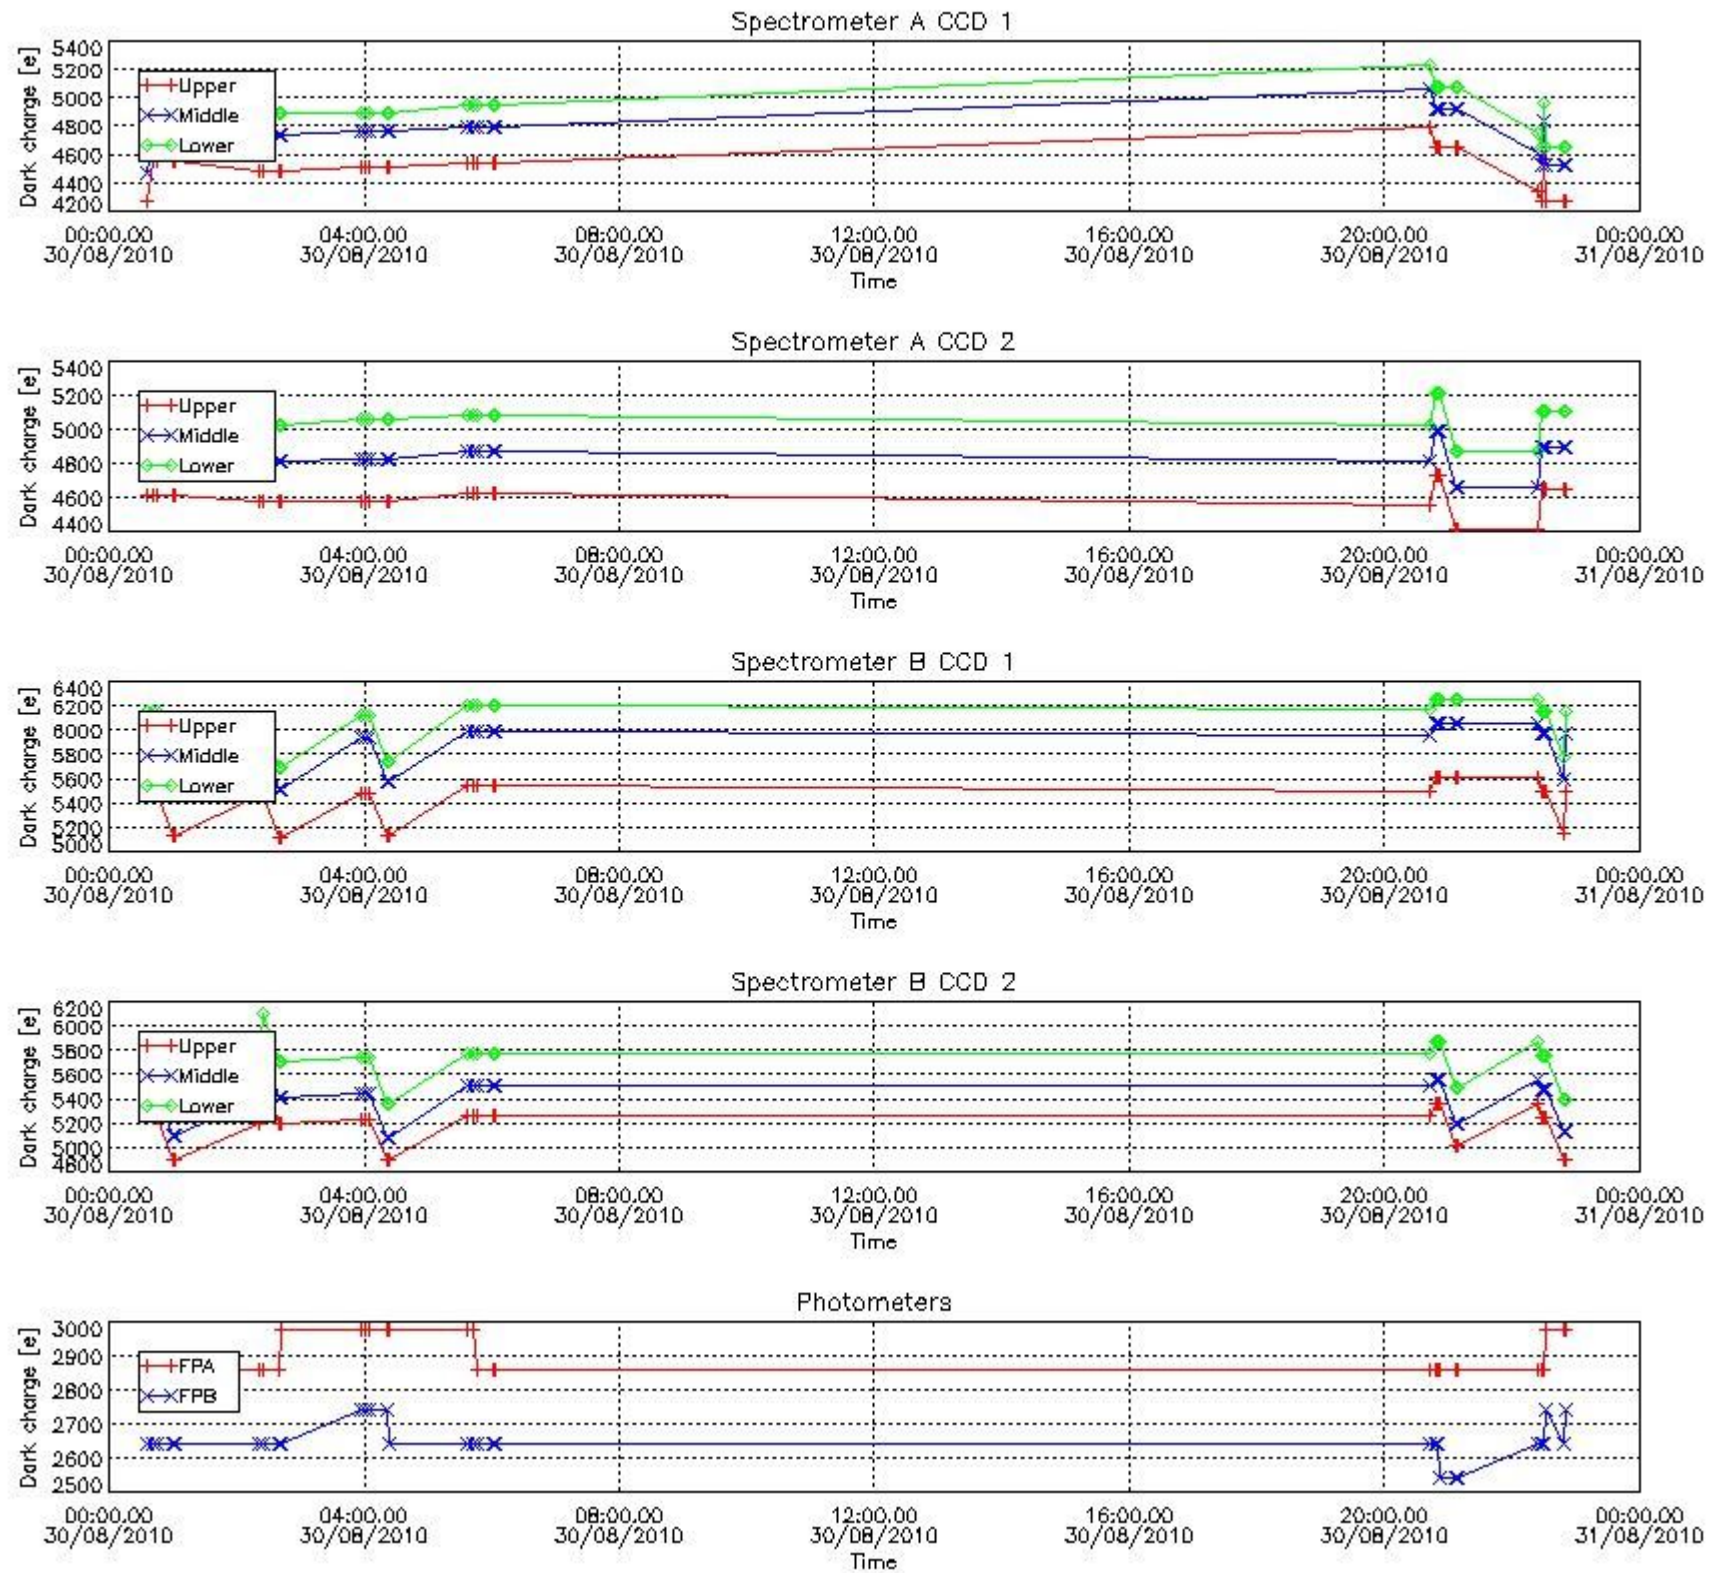 Spectrometer A CCD 1
Dark charge [e]
5400
5200
5000
4800
4600
4400
4200
Upper
Middle
Lower
00:00.00 04:00.00 08:00.00 12:00.00 16:00.00 20:00.00 00:00.00
30/08/2010 30/08/2010 30/08/2010 30/08/2010 30/08/2010 30/08/2010 31/08/2010
Time
Spectrometer A CCD 2
Dark charge [e]
5400
5200
5000
4800
4600
4400
Upper
Middle
Lower
00:00.00 04:00.00 08:00.00 12:00.00 16:00.00 20:00.00 00:00.00
30/08/2010 30/08/2010 30/08/2010 30/08/2010 30/08/2010 30/08/2010 31/08/2010
Time
Spectrometer B CCD 1
Dark charge [e]
6400
6200
6000
5800
5600
5400
5200
5000
Upper
Middle
Lower
00:00.00 04:00.00 08:00.00 12:00.00 16:00.00 20:00.00 00:00.00
30/08/2010 30/08/2010 30/08/2010 30/08/2010 30/08/2010 30/08/2010 31/08/2010
Time
Spectrometer B CCD 2
Dark charge [e]
6200
6000
5800
5600
5400
5200
5000
4800
Upper
Middle
Lower
00:00.00 04:00.00 08:00.00 12:00.00 16:00.00 20:00.00 00:00.00
30/08/2010 30/08/2010 30/08/2010 30/08/2010 30/08/2010 30/08/2010 31/08/2010
Time
Photometers
Dark charge [e]
3000
2900
2800
2700
2600
2500
FPA
FPB
00:00.00 04:00.00 08:00.00 12:00.00 16:00.00 20:00.00 00:00.00
30/08/2010 30/08/2010 30/08/2010 30/08/2010 30/08/2010 30/08/2010 31/08/2010
Time